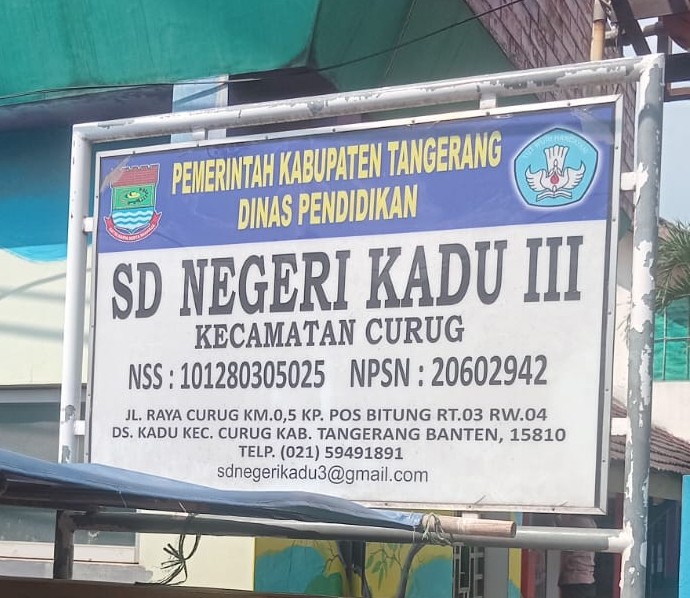 PEMERINTAH KABUPATEN TANGERANG
DINAS PENDIDIKAN
SD NEGERI KADU III
KECAMATAN CURUG
NSS : 101280305025 NPSN : 20602942
JL. RAYA CURUG KM.0,5 KP. POS BITUNG RT.03 RW.04
DS. KADU KEC. CURUG KAB. TANGERANG BANTEN, 15810
TELP. (021) 59491891
sdnegerikadu3@gmail.com